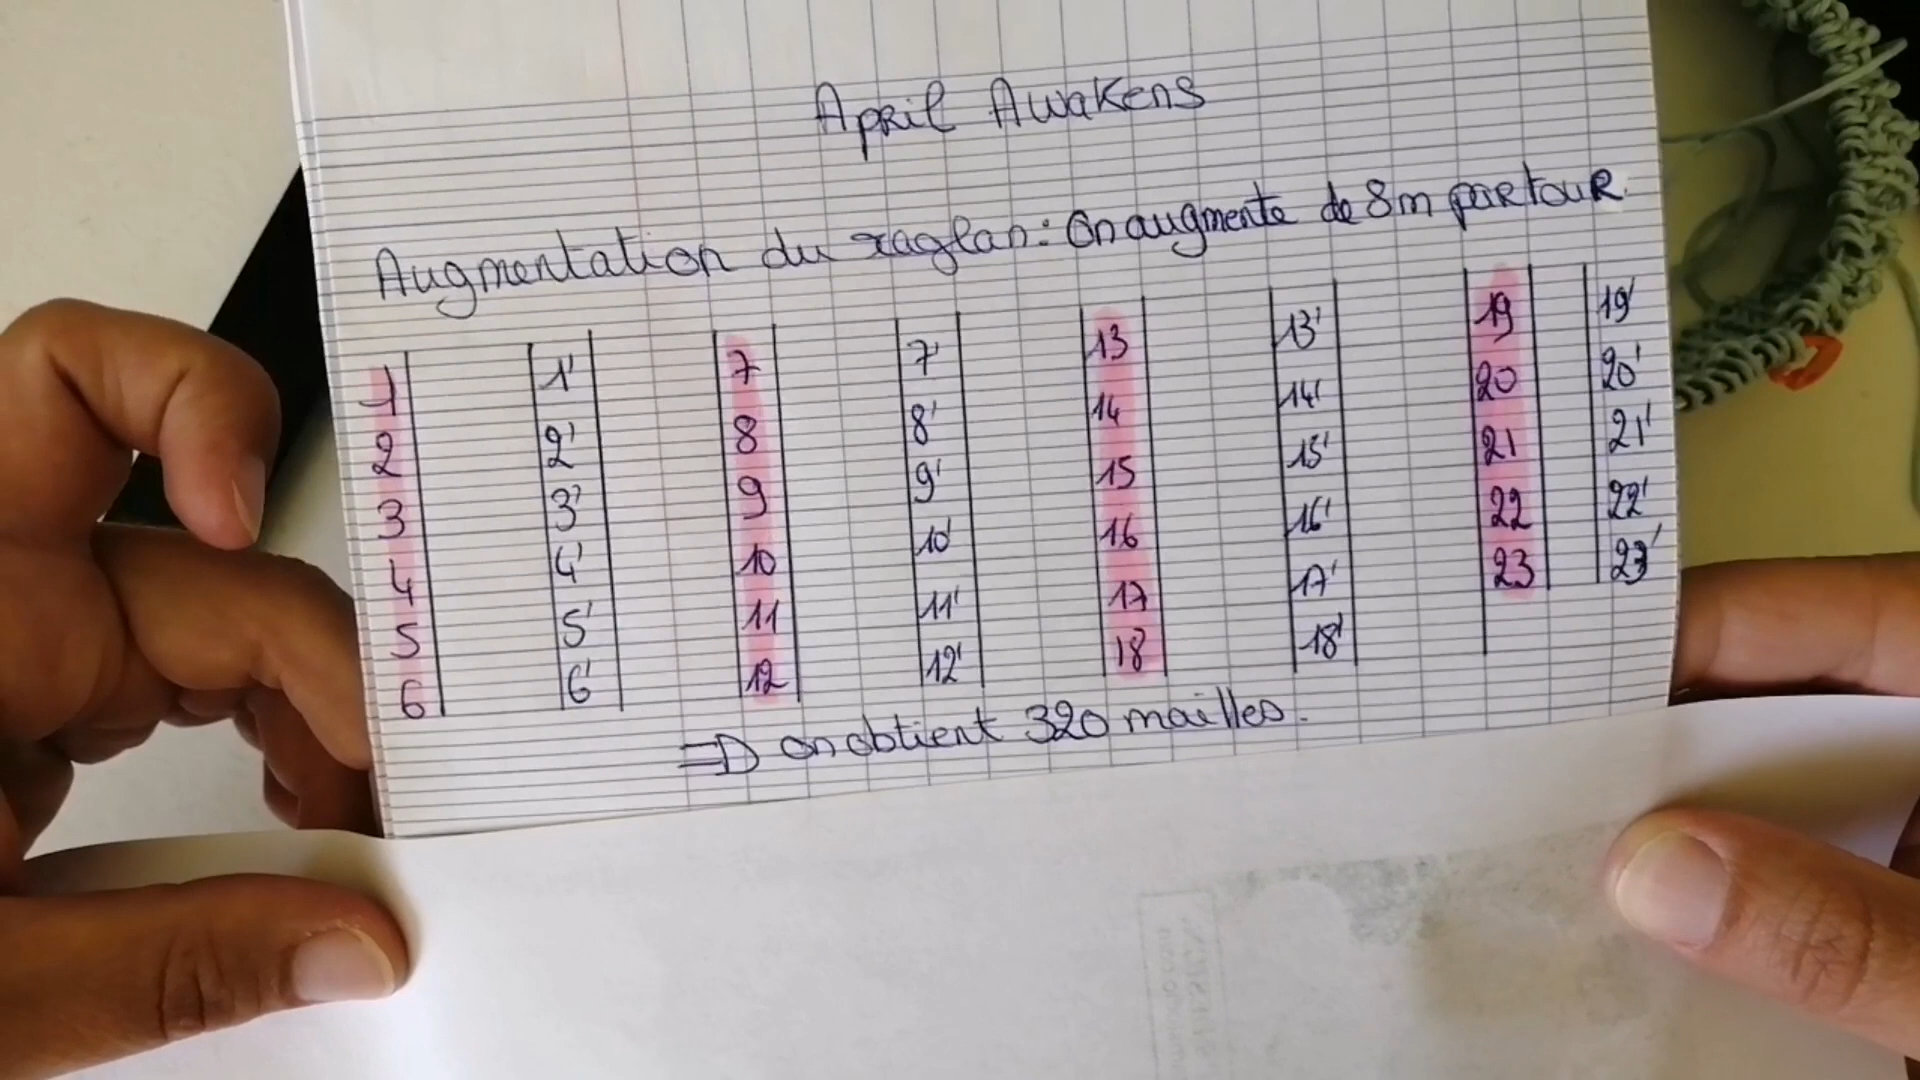 April Awakens
Augmentation du raglan : On augmente de 8m par tour.
1 1' 7 7' 13 13' 19 19'
2 2' 8 8' 14 14' 20 20'
3 3' 9 9' 15 15' 21 21'
4 4' 10 10' 16 16' 22 22'
5 5' 11 11' 17 17' 23 23'
6 6' 12 12' 18 18'
=> on obtient 320 mailles.